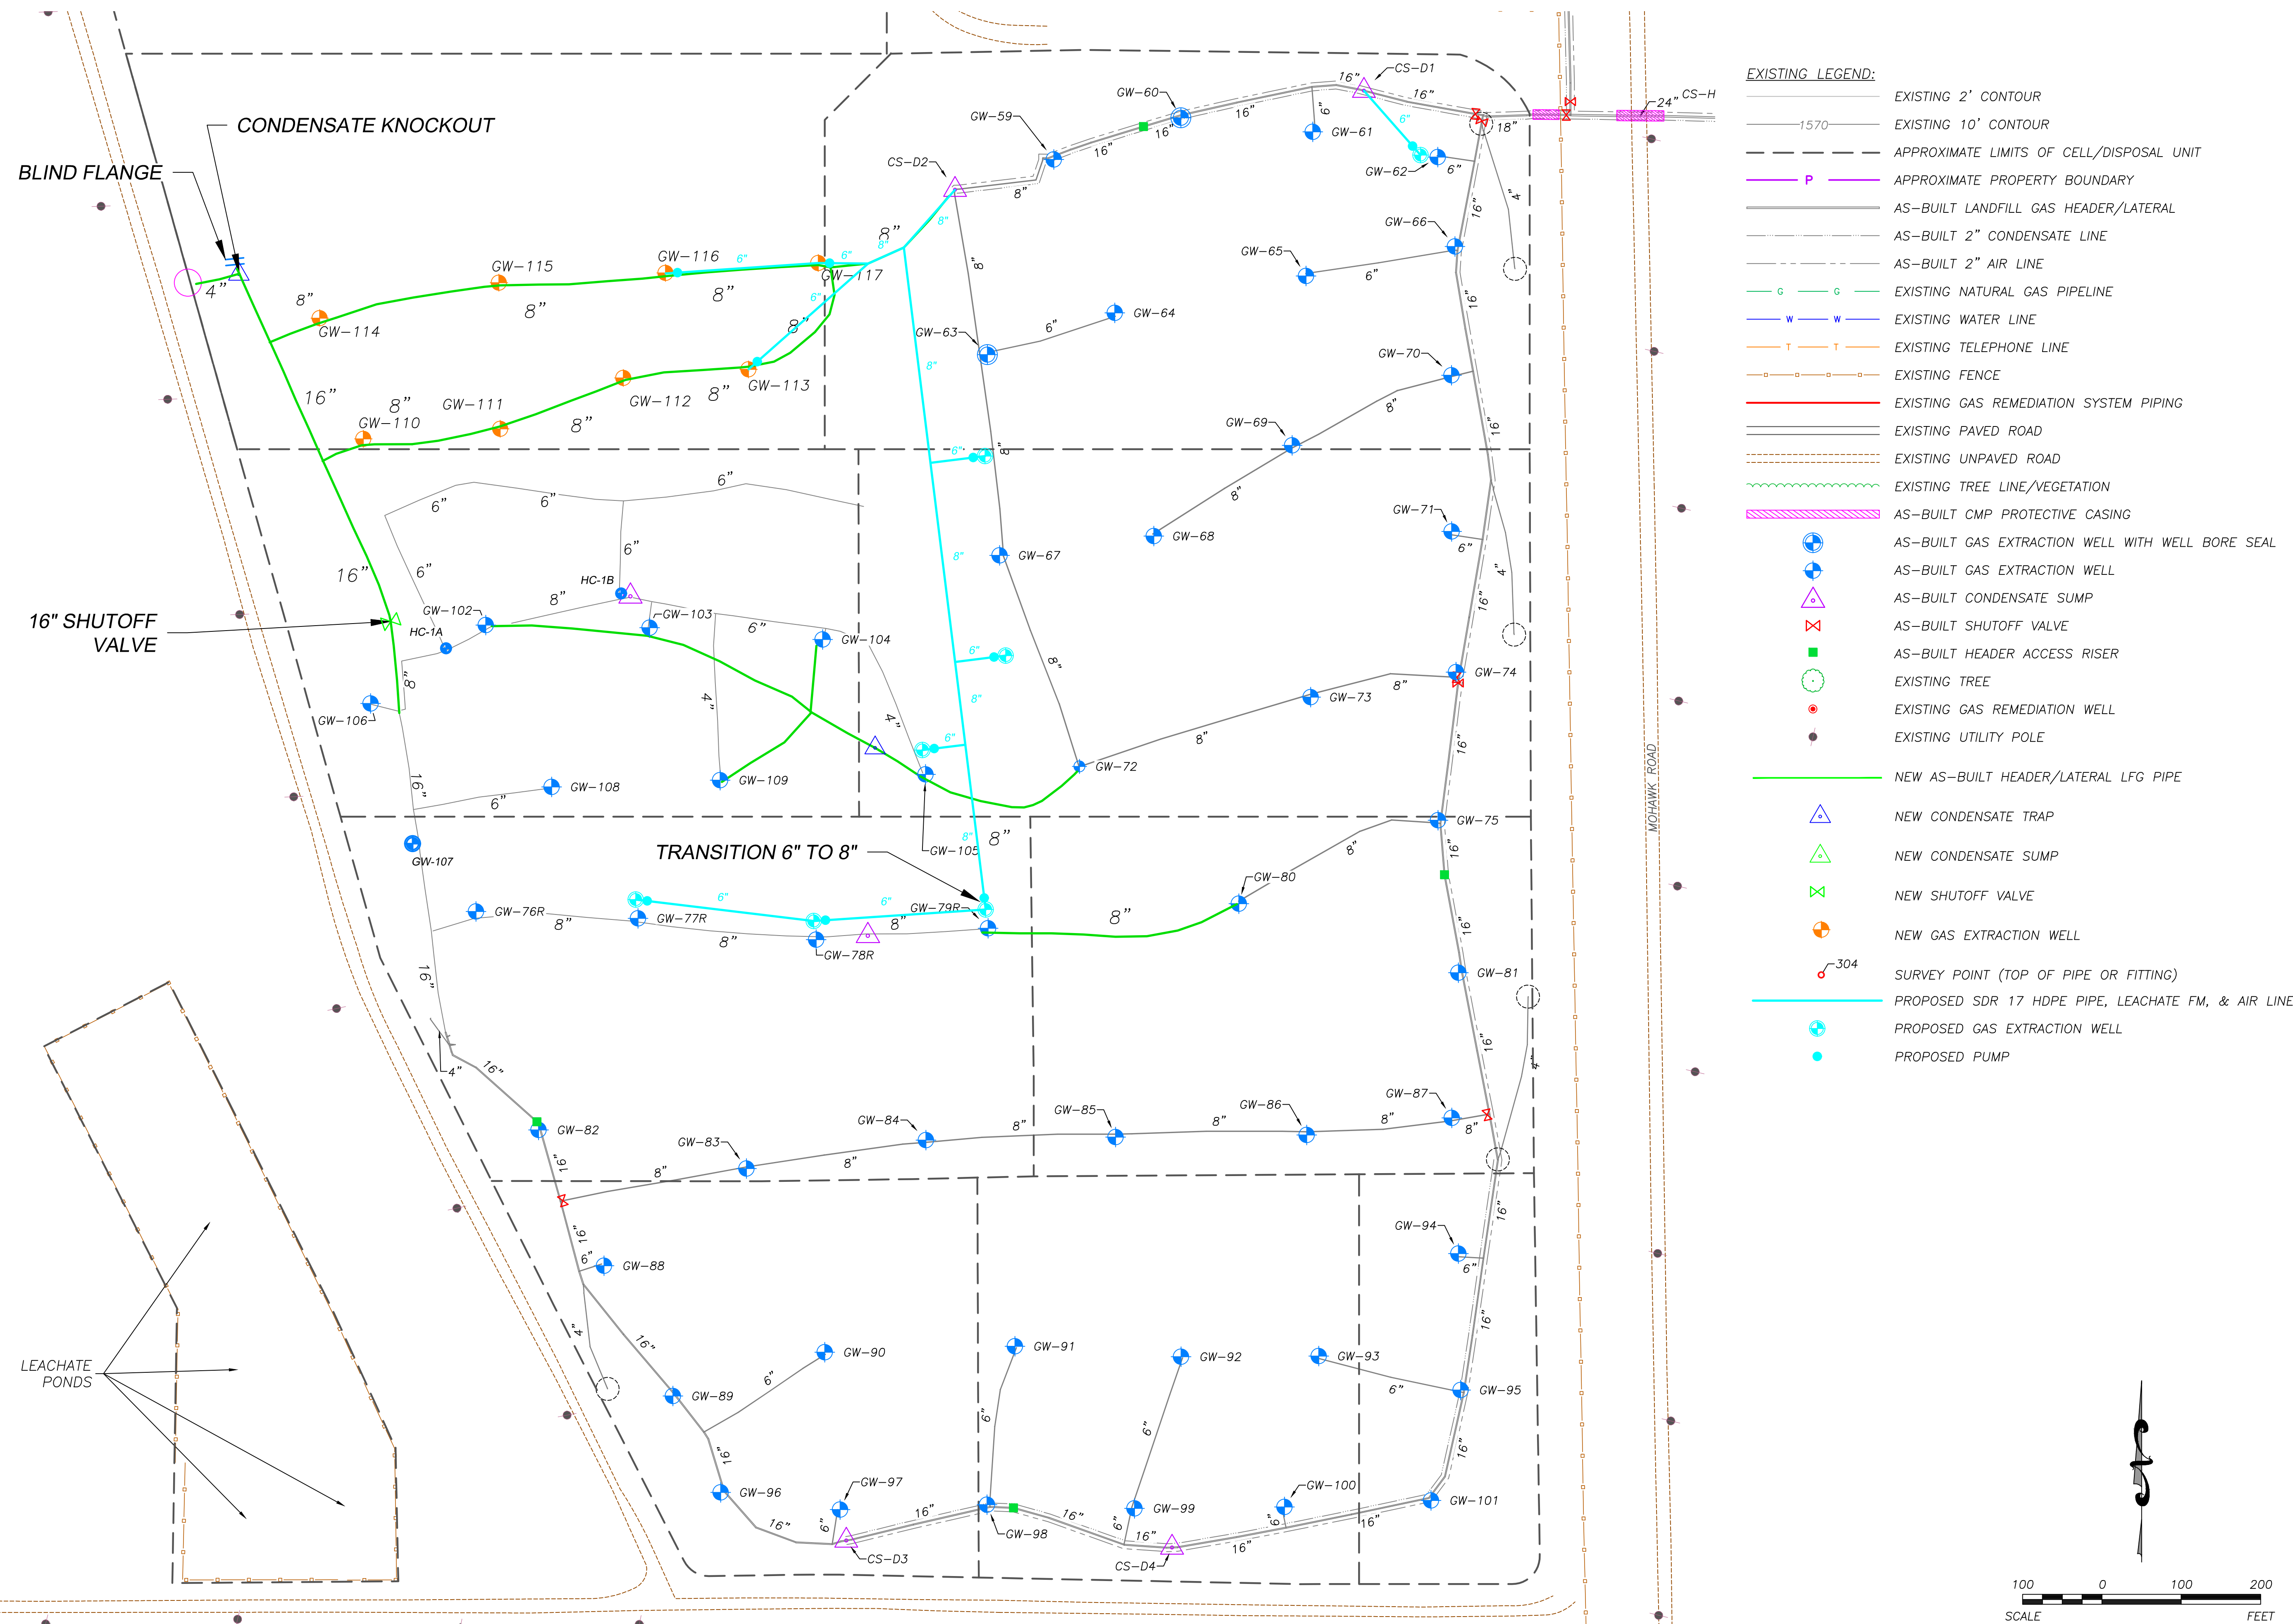 CONDENSATE KNOCKOUT
BLIND FLANGE
16" SHUTOFF
VALVE
TRANSITION 6" TO 8"
LEACHATE
PONDS
MOHAWK ROAD
CS-D1
CS-D2
CS-D3
CS-D4
CS-H
24"
18"
GW-59
GW-60
GW-61
GW-62
GW-63
GW-64
GW-65
GW-66
GW-67
GW-68
GW-69
GW-70
GW-71
GW-72
GW-73
GW-74
GW-75
GW-76R
GW-77R
GW-78R
GW-79R
GW-80
GW-81
GW-82
GW-83
GW-84
GW-85
GW-86
GW-87
GW-88
GW-89
GW-90
GW-91
GW-92
GW-93
GW-94
GW-95
GW-96
GW-97
GW-98
GW-99
GW-100
GW-101
GW-102
GW-103
GW-104
GW-105
GW-106
GW-107
GW-108
GW-109
GW-110
GW-111
GW-112
GW-113
GW-114
GW-115
GW-116
GW-117
HC-1A
HC-1B
4"
6"
8"
16"
EXISTING LEGEND:
EXISTING 2' CONTOUR
1570 EXISTING 10' CONTOUR
APPROXIMATE LIMITS OF CELL/DISPOSAL UNIT
P APPROXIMATE PROPERTY BOUNDARY
AS-BUILT LANDFILL GAS HEADER/LATERAL
AS-BUILT 2" CONDENSATE LINE
AS-BUILT 2" AIR LINE
G G EXISTING NATURAL GAS PIPELINE
W W EXISTING WATER LINE
T T EXISTING TELEPHONE LINE
EXISTING FENCE
EXISTING GAS REMEDIATION SYSTEM PIPING
EXISTING PAVED ROAD
EXISTING UNPAVED ROAD
EXISTING TREE LINE/VEGETATION
AS-BUILT CMP PROTECTIVE CASING
AS-BUILT GAS EXTRACTION WELL WITH WELL BORE SEAL
AS-BUILT GAS EXTRACTION WELL
AS-BUILT CONDENSATE SUMP
AS-BUILT SHUTOFF VALVE
AS-BUILT HEADER ACCESS RISER
EXISTING TREE
EXISTING GAS REMEDIATION WELL
EXISTING UTILITY POLE
NEW AS-BUILT HEADER/LATERAL LFG PIPE
NEW CONDENSATE TRAP
NEW CONDENSATE SUMP
NEW SHUTOFF VALVE
NEW GAS EXTRACTION WELL
304 SURVEY POINT (TOP OF PIPE OR FITTING)
PROPOSED SDR 17 HDPE PIPE, LEACHATE FM, & AIR LINE
PROPOSED GAS EXTRACTION WELL
PROPOSED PUMP
100 0 100 200
SCALE FEET